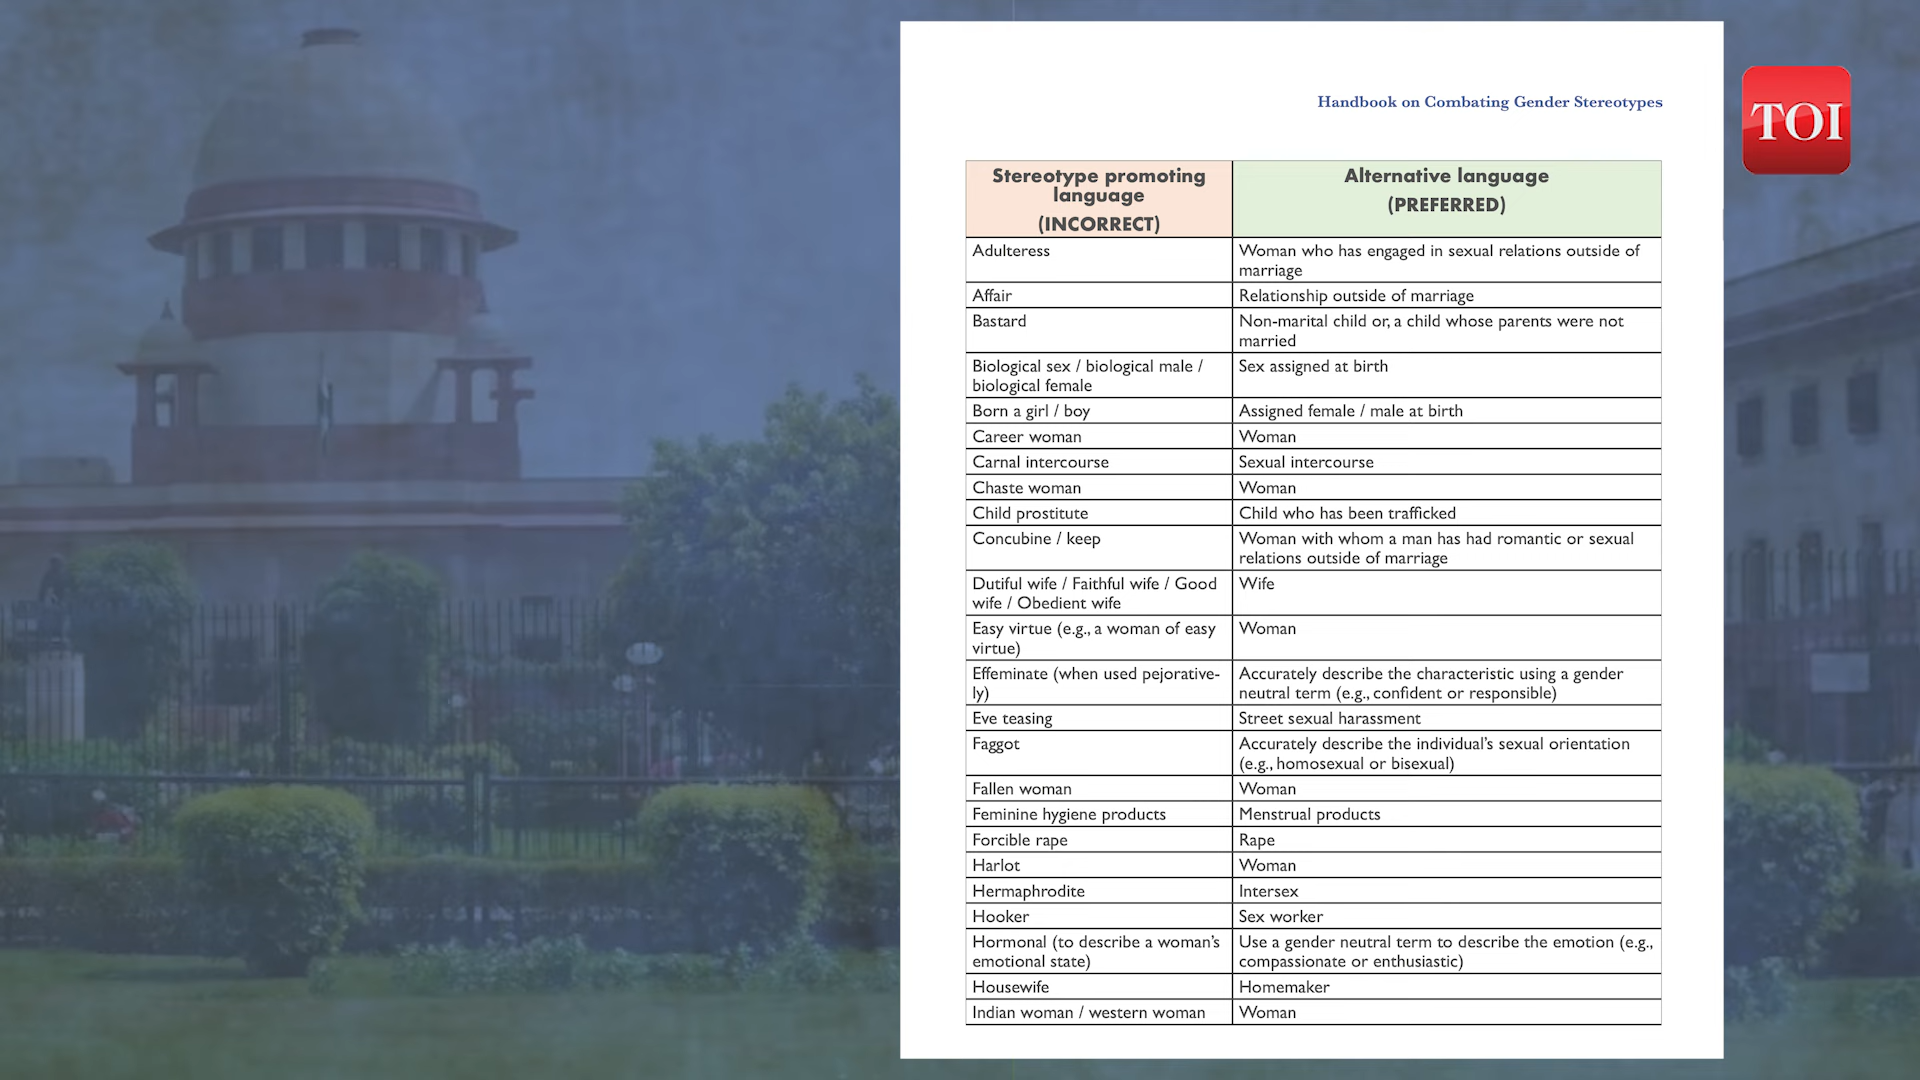 Handbook on Combating Gender Stereotypes
TOI
Stereotype promoting
language
(INCORRECT)
Alternative language
(PREFERRED)
Adulteress
Woman who has engaged in sexual relations outside of
marriage
Affair
Relationship outside of marriage
Bastard
Non-marital child or, a child whose parents were not
married
Biological sex / biological male /
biological female
Sex assigned at birth
Born a girl / boy
Assigned female / male at birth
Career woman
Woman
Carnal intercourse
Sexual intercourse
Chaste woman
Woman
Child prostitute
Child who has been trafficked
Concubine / keep
Woman with whom a man has had romantic or sexual
relations outside of marriage
Dutiful wife / Faithful wife / Good
wife / Obedient wife
Wife
Easy virtue (e.g., a woman of easy
virtue)
Woman
Effeminate (when used pejorative-
ly)
Accurately describe the characteristic using a gender
neutral term (e.g., confident or responsible)
Eve teasing
Street sexual harassment
Faggot
Accurately describe the individual's sexual orientation
(e.g., homosexual or bisexual)
Fallen woman
Woman
Feminine hygiene products
Menstrual products
Forcible rape
Rape
Harlot
Woman
Hermaphrodite
Intersex
Hooker
Sex worker
Hormonal (to describe a woman's
emotional state)
Use a gender neutral term to describe the emotion (e.g.,
compassionate or enthusiastic)
Housewife
Homemaker
Indian woman / western woman
Woman